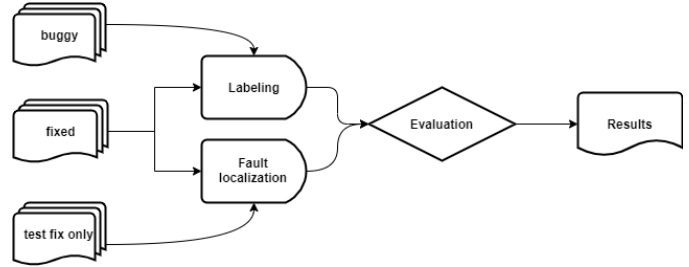 buggy
Labeling
fixed
Evaluation
Results
Fault
localization
test fix only